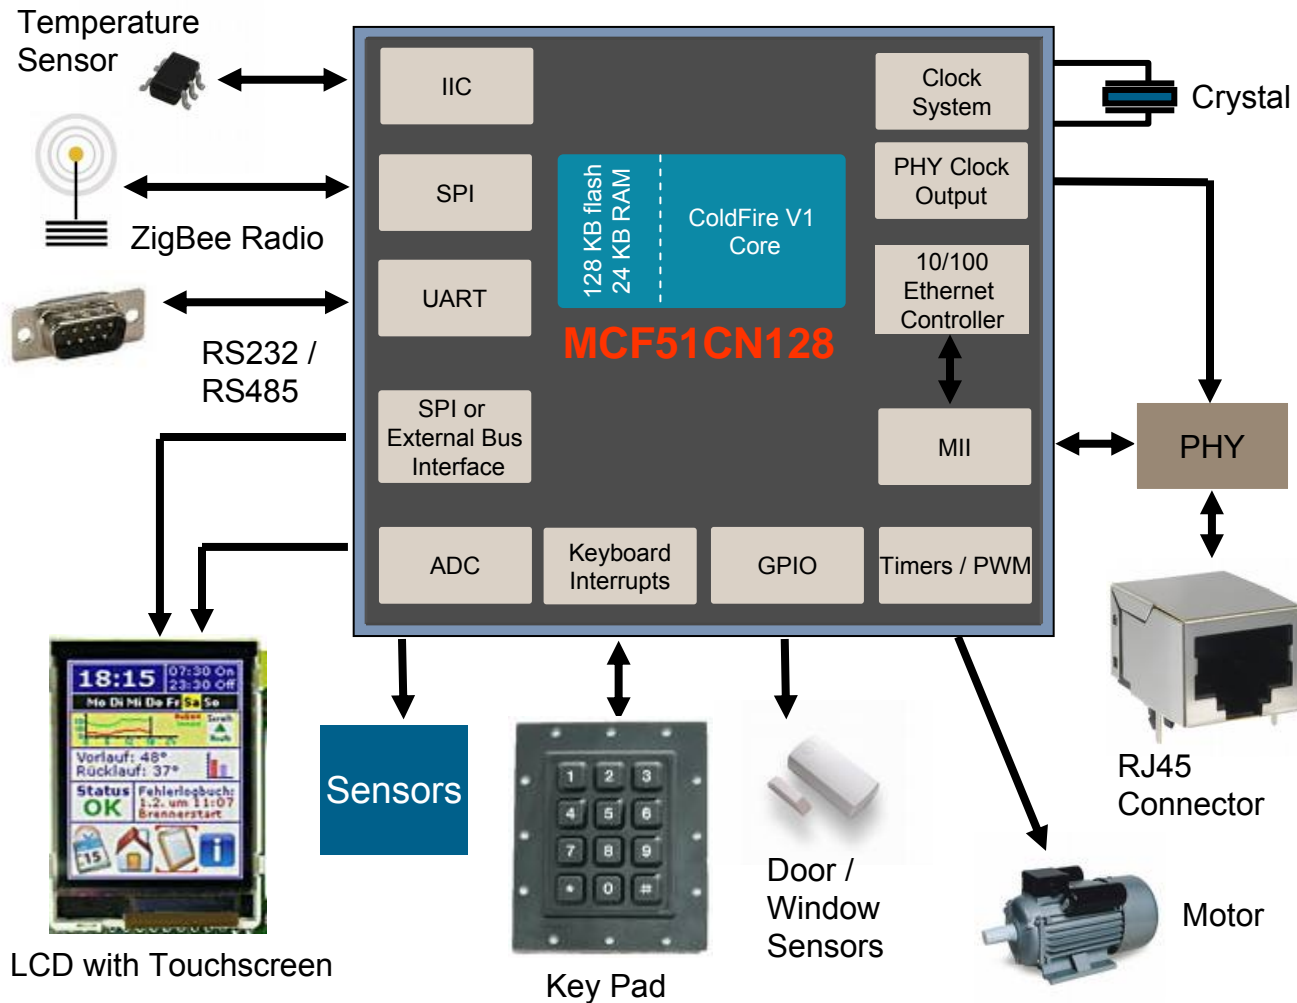 Temperature
Sensor
IIC
Clock
System
Crystal
SPI
128 KB flash
24 KB RAM
ColdFire V1
Core
PHY Clock
Output
ZigBee Radio
UART
10/100
Ethernet
Controller
MCF51CN128
RS232 /
RS485
SPI or
External Bus
Interface
MII
PHY
ADC
Keyboard
Interrupts
GPIO
Timers / PWM
18:15
07:30 On
23:30 Off
Mo Di Mi Do Fr Sa So
Vorlauf: 48°
Rücklauf: 37°
Status
OK
Fehlerlogbuch:
1.2. um 11:07
Brennerstart
15
i
LCD with Touchscreen
Sensors
1 2 3
4 5 6
7 8 9
* 0 #
Key Pad
Door /
Window
Sensors
Motor
RJ45
Connector